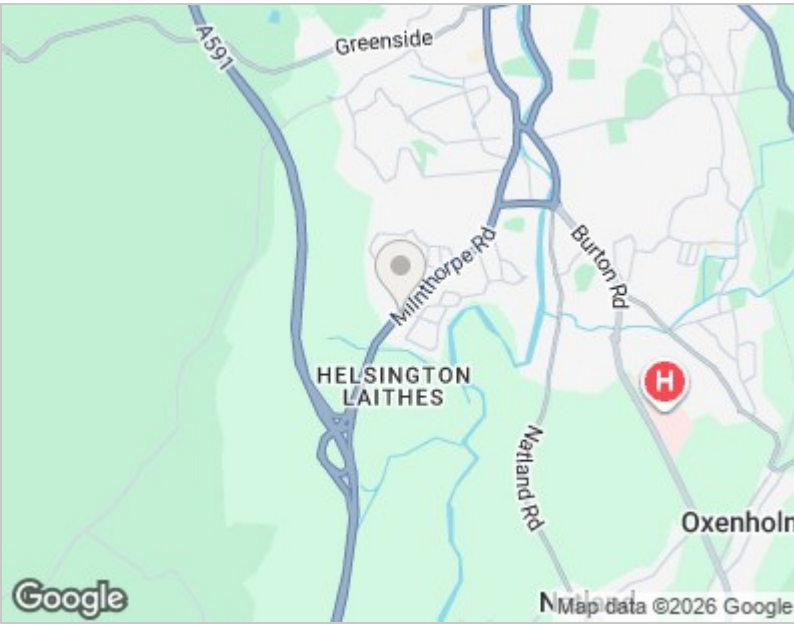 A591
Greenside
Milnthorpe Rd
Burton Rd
HELSINGTON
LAITHES
H
Natland Rd
Oxenholm
Google
Map data ©2026 Google